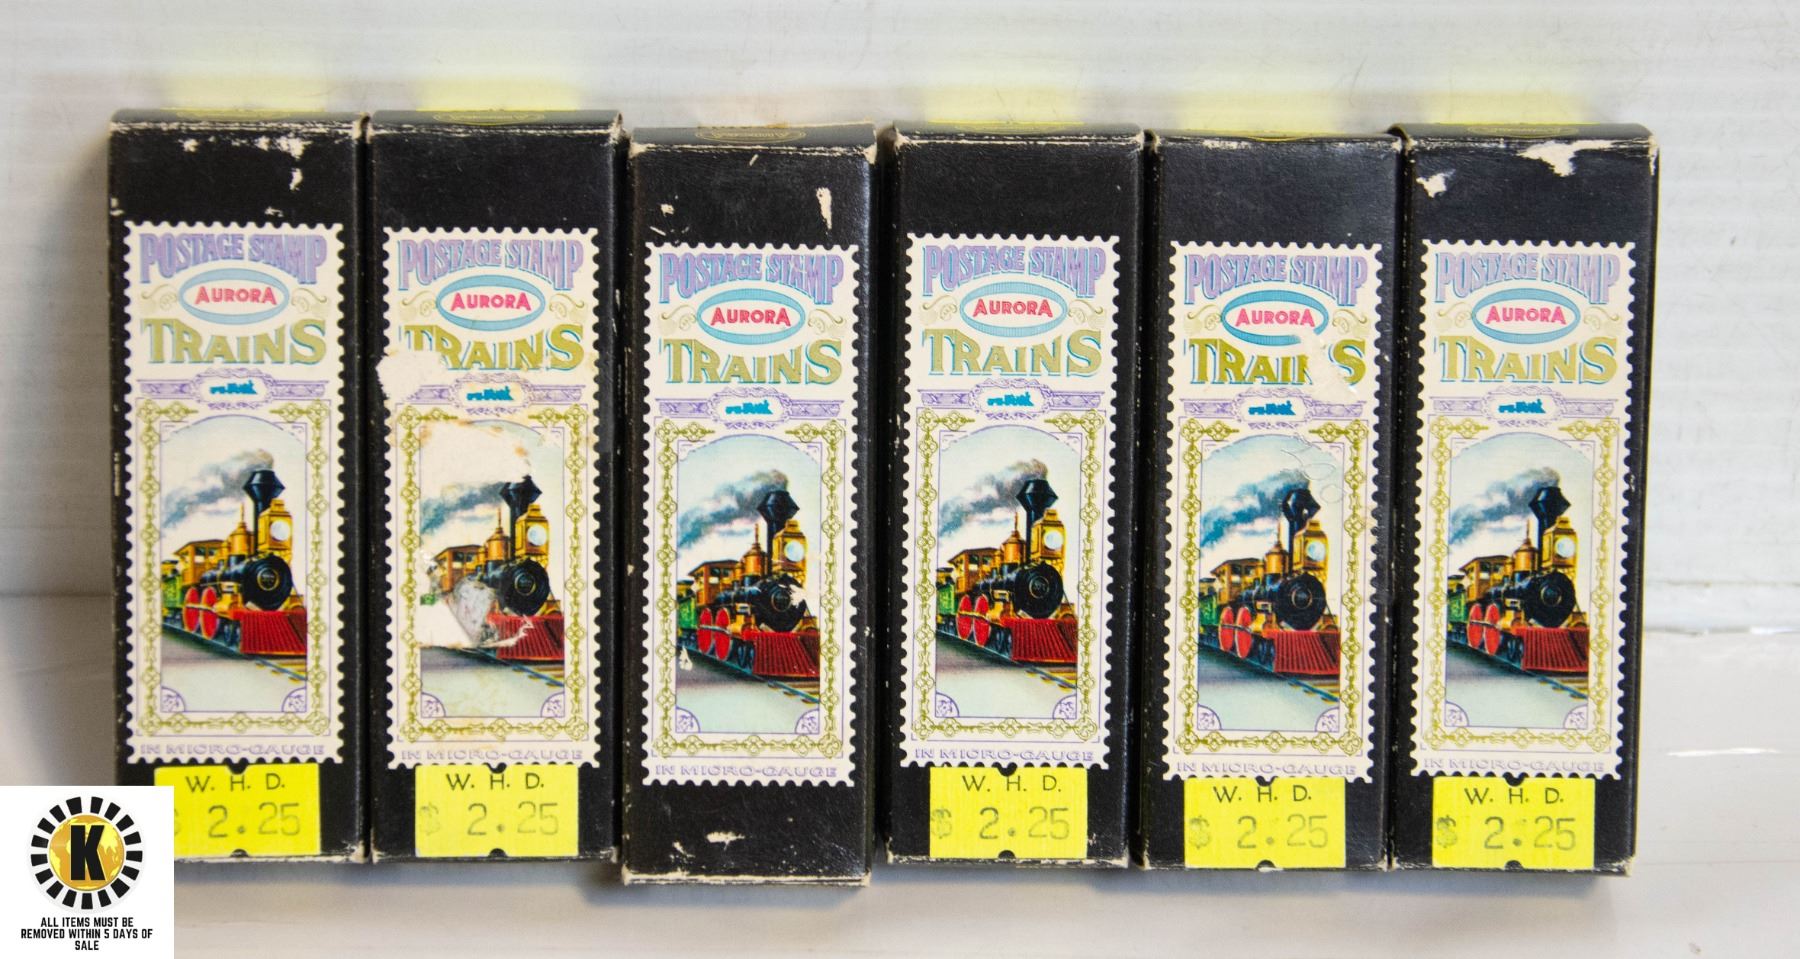 POSTAGE STAMP
AURORA
TRAINS
IN MICRO-GAUGE
W. H. D.
$ 2.25
POSTAGE STAMP
AURORA
TRAINS
IN MICRO-GAUGE
W. H. D.
$ 2.25
POSTAGE STAMP
AURORA
TRAINS
IN MICRO-GAUGE
POSTAGE STAMP
AURORA
TRAINS
IN MICRO-GAUGE
W. H. D.
$ 2.25
POSTAGE STAMP
AURORA
TRAINS
IN MICRO-GAUGE
W. H. D.
$ 2.25
POSTAGE STAMP
AURORA
TRAINS
IN MICRO-GAUGE
W. H. D.
$ 2.25
K
ALL ITEMS MUST BE
REMOVED WITHIN 5 DAYS OF
SALE